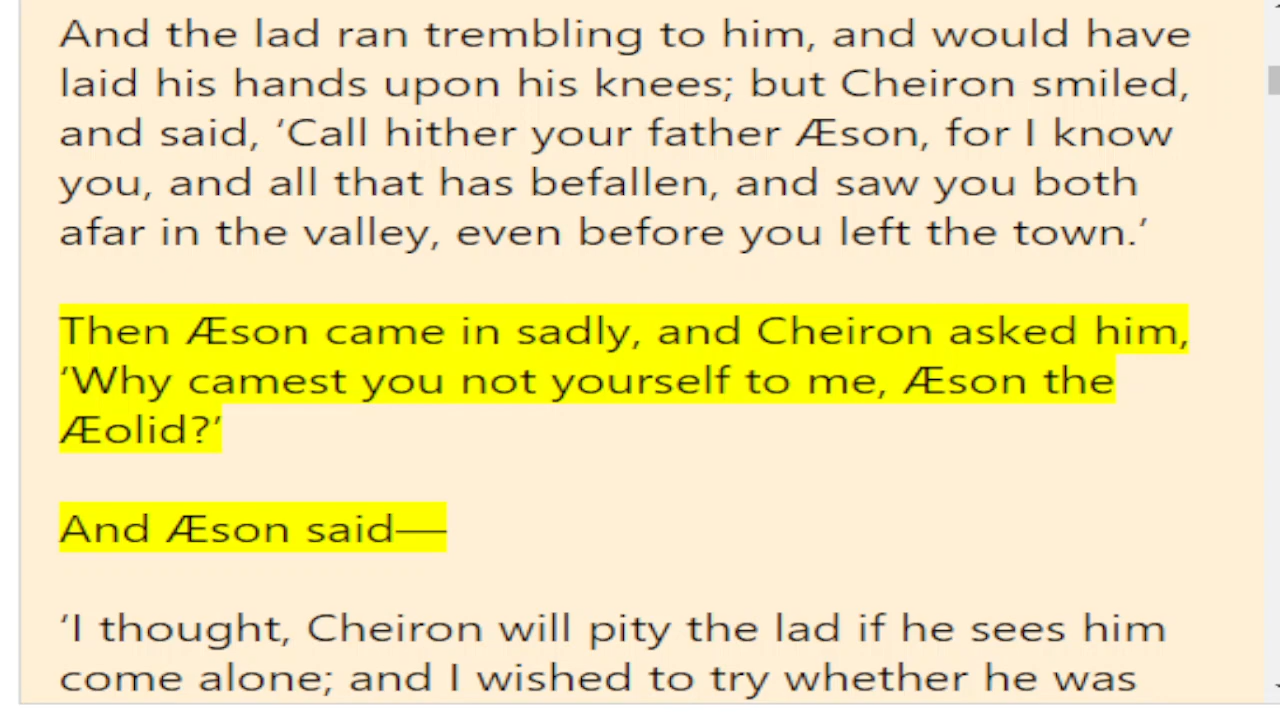 And the lad ran trembling to him, and would have
laid his hands upon his knees; but Cheiron smiled,
and said, ‘Call hither your father Æson, for I know
you, and all that has befallen, and saw you both
afar in the valley, even before you left the town.’
Then Æson came in sadly, and Cheiron asked him,
‘Why camest you not yourself to me, Æson the
Æolid?’
And Æson said—
‘I thought, Cheiron will pity the lad if he sees him
come alone; and I wished to try whether he was